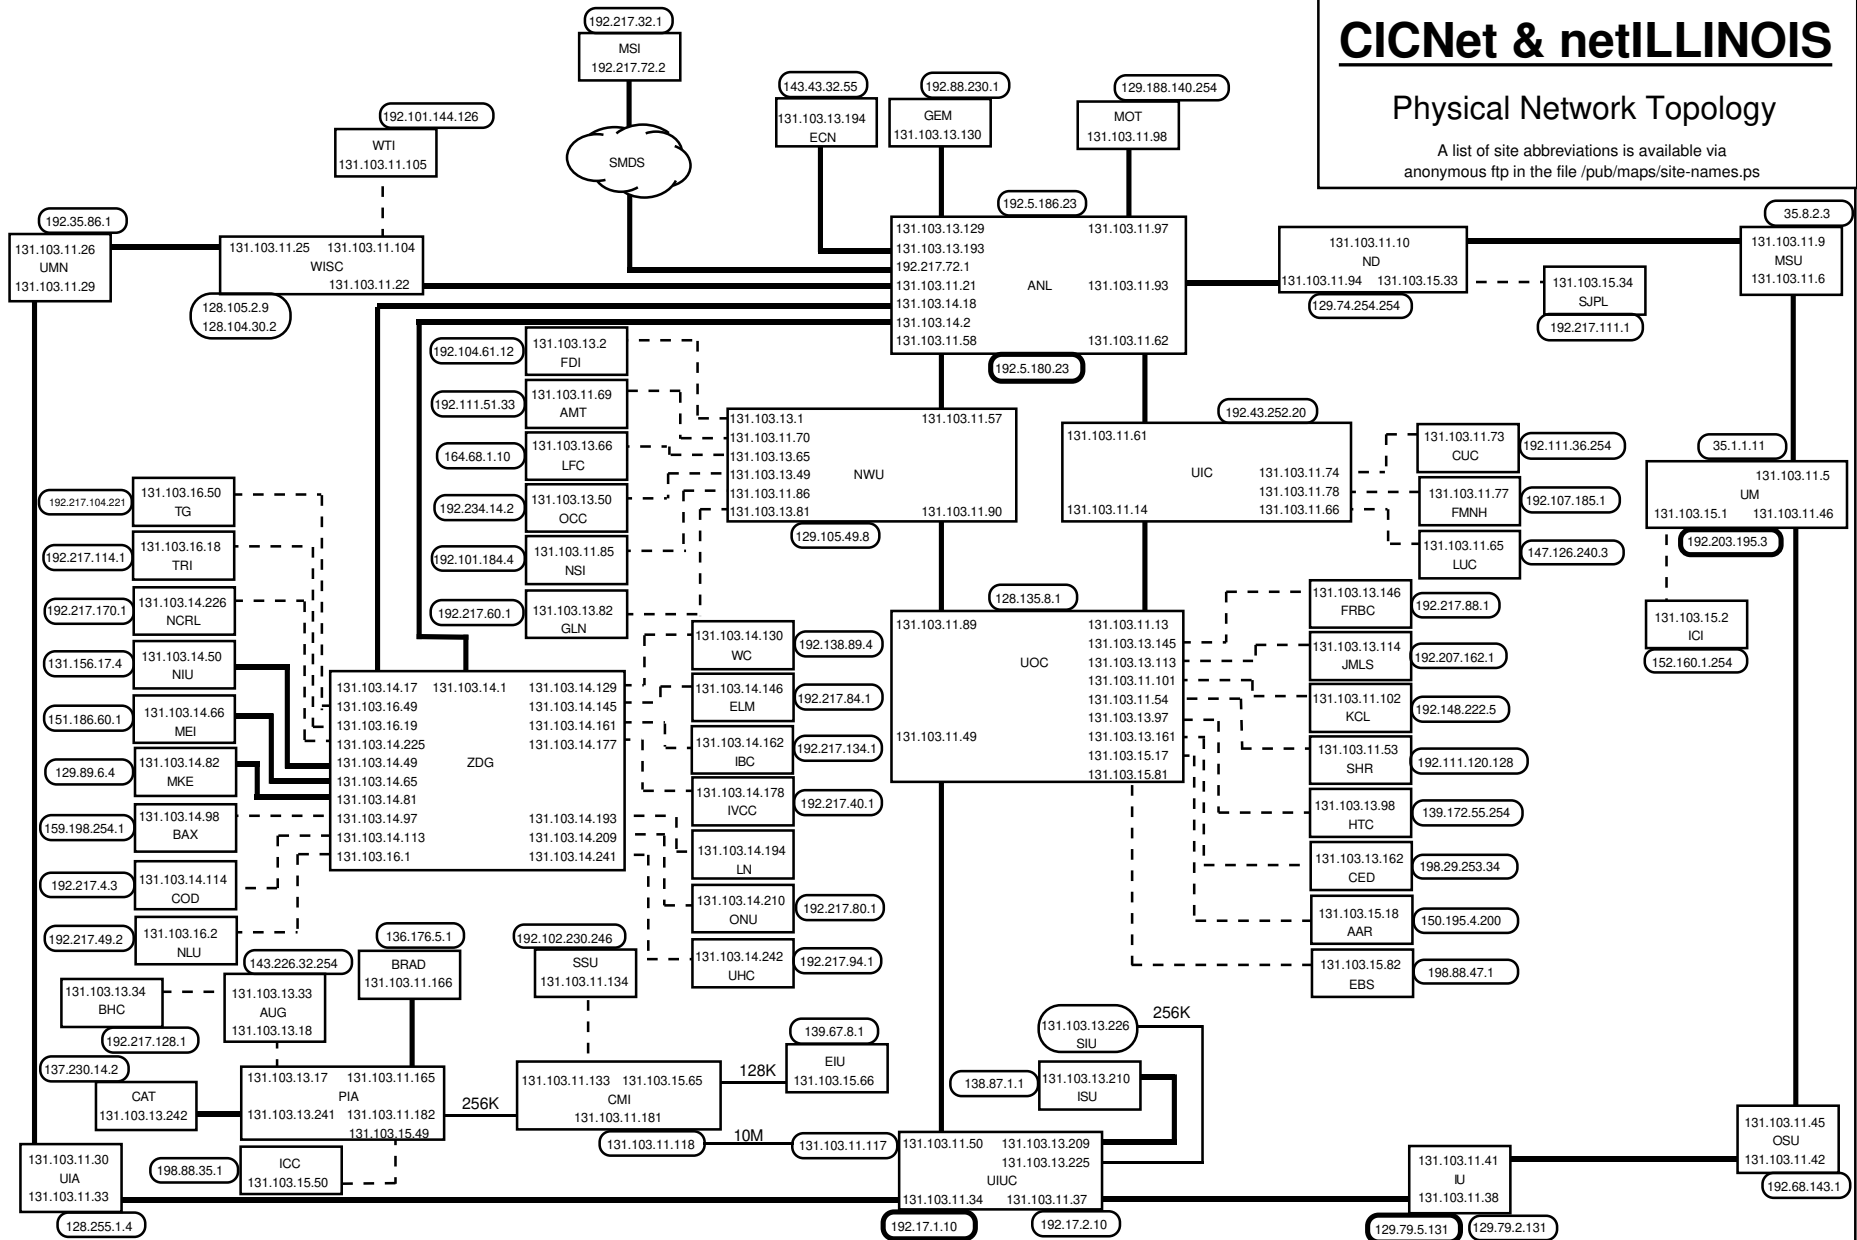 CICNet & netILLINOIS
Physical Network Topology
A list of site abbreviations is available via
anonymous ftp in the file /pub/maps/site-names.ps
192.217.32.1
MSI
192.217.72.2
SMDS
143.43.32.55
131.103.13.194
ECN
192.88.230.1
GEM
131.103.13.130
129.188.140.254
MOT
131.103.11.98
192.101.144.126
WTI
131.103.11.105
192.35.86.1
131.103.11.26
UMN
131.103.11.29
131.103.11.25 131.103.11.104
WISC
131.103.11.22
128.105.2.9
128.104.30.2
192.5.186.23
131.103.13.129 131.103.11.97
131.103.13.193
192.217.72.1
131.103.11.21 ANL 131.103.11.93
131.103.14.18
131.103.14.2
131.103.11.58 131.103.11.62
192.5.180.23
131.103.11.10
ND
131.103.11.94 131.103.15.33
129.74.254.254
131.103.15.34
SJPL
192.217.111.1
35.8.2.3
131.103.11.9
MSU
131.103.11.6
192.104.61.12
131.103.13.2
FDI
192.111.51.33
131.103.11.69
AMT
164.68.1.10
131.103.13.66
LFC
192.234.14.2
131.103.13.50
OCC
192.101.184.4
131.103.11.85
NSI
192.217.60.1
131.103.13.82
GLN
131.103.13.1 131.103.11.57
131.103.11.70
131.103.13.65
131.103.13.49 NWU
131.103.11.86
131.103.13.81 131.103.11.90
129.105.49.8
192.43.252.20
131.103.11.61
UIC 131.103.11.74
131.103.11.78
131.103.11.14 131.103.11.66
131.103.11.73
CUC
192.111.36.254
131.103.11.77
FMNH
192.107.185.1
131.103.11.65
LUC
147.126.240.3
35.1.1.11
131.103.11.5
UM
131.103.15.1 131.103.11.46
192.203.195.3
131.103.15.2
ICI
152.160.1.254
192.217.104.221
131.103.16.50
TG
192.217.114.1
131.103.16.18
TRI
192.217.170.1
131.103.14.226
NCRL
131.156.17.4
131.103.14.50
NIU
151.186.60.1
131.103.14.66
MEI
129.89.6.4
131.103.14.82
MKE
159.198.254.1
131.103.14.98
BAX
192.217.4.3
131.103.14.114
COD
192.217.49.2
131.103.16.2
NLU
131.103.14.17 131.103.14.1 131.103.14.129
131.103.16.49 131.103.14.145
131.103.16.19 131.103.14.161
131.103.14.225 131.103.14.177
131.103.14.49 ZDG
131.103.14.65
131.103.14.81
131.103.14.97 131.103.14.193
131.103.14.113 131.103.14.209
131.103.16.1 131.103.14.241
131.103.14.130
WC
192.138.89.4
131.103.14.146
ELM
192.217.84.1
131.103.14.162
IBC
192.217.134.1
131.103.14.178
IVCC
192.217.40.1
131.103.14.194
LN
131.103.14.210
ONU
192.217.80.1
131.103.14.242
UHC
192.217.94.1
128.135.8.1
131.103.11.89 131.103.11.13
131.103.13.145
UOC 131.103.13.113
131.103.11.101
131.103.11.54
131.103.13.97
131.103.11.49 131.103.13.161
131.103.15.17
131.103.15.81
131.103.13.146
FRBC
192.217.88.1
131.103.13.114
JMLS
192.207.162.1
131.103.11.102
KCL
192.148.222.5
131.103.11.53
SHR
192.111.120.128
131.103.13.98
HTC
139.172.55.254
131.103.13.162
CED
198.29.253.34
131.103.15.18
AAR
150.195.4.200
131.103.15.82
EBS
198.88.47.1
143.226.32.254
131.103.13.34
BHC
192.217.128.1
131.103.13.33
AUG
131.103.13.18
136.176.5.1
BRAD
131.103.11.166
192.102.230.246
SSU
131.103.11.134
139.67.8.1
EIU
131.103.15.66
137.230.14.2
CAT
131.103.13.242
131.103.13.17 131.103.11.165
PIA
131.103.13.241 131.103.11.182
131.103.15.49
256K
131.103.11.133 131.103.15.65
CMI
131.103.11.181
128K
131.103.11.118
10M
131.103.11.117
198.88.35.1
ICC
131.103.15.50
131.103.11.30
UIA
131.103.11.33
128.255.1.4
131.103.13.226
SIU
256K
138.87.1.1
131.103.13.210
ISU
131.103.11.50 131.103.13.209
131.103.13.225
UIUC
131.103.11.34 131.103.11.37
192.17.1.10
192.17.2.10
131.103.11.41
IU
131.103.11.38
129.79.5.131
129.79.2.131
131.103.11.45
OSU
131.103.11.42
192.68.143.1